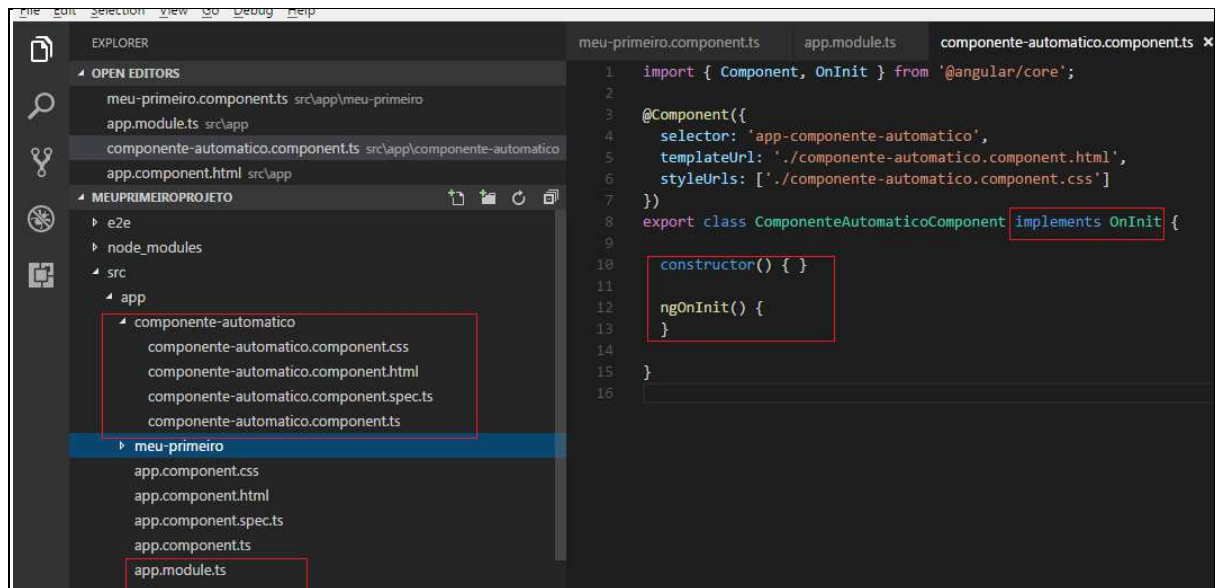 File Edit Selection View Go Debug Help
EXPLORER
OPEN EDITORS
meu-primeiro.component.ts src\app\meu-primeiro
app.module.ts src\app
componente-automatico.component.ts src\app\componente-automatico
app.component.html src\app
MEUPRIMEIROPROJETO
e2e
node_modules
src
app
componente-automatico
componente-automatico.component.css
componente-automatico.component.html
componente-automatico.component.spec.ts
componente-automatico.component.ts
meu-primeiro
app.component.css
app.component.html
app.component.spec.ts
app.component.ts
app.module.ts
meu-primeiro.component.ts app.module.ts componente-automatico.component.ts ×
1 import { Component, OnInit } from '@angular/core';
2
3 @Component({
4 selector: 'app-componente-automatico',
5 templateUrl: './componente-automatico.component.html',
6 styleUrls: ['./componente-automatico.component.css']
7 })
8 export class ComponenteAutomaticoComponent implements OnInit {
9
10 constructor() { }
11
12 ngOnInit() {
13 }
14
15 }
16